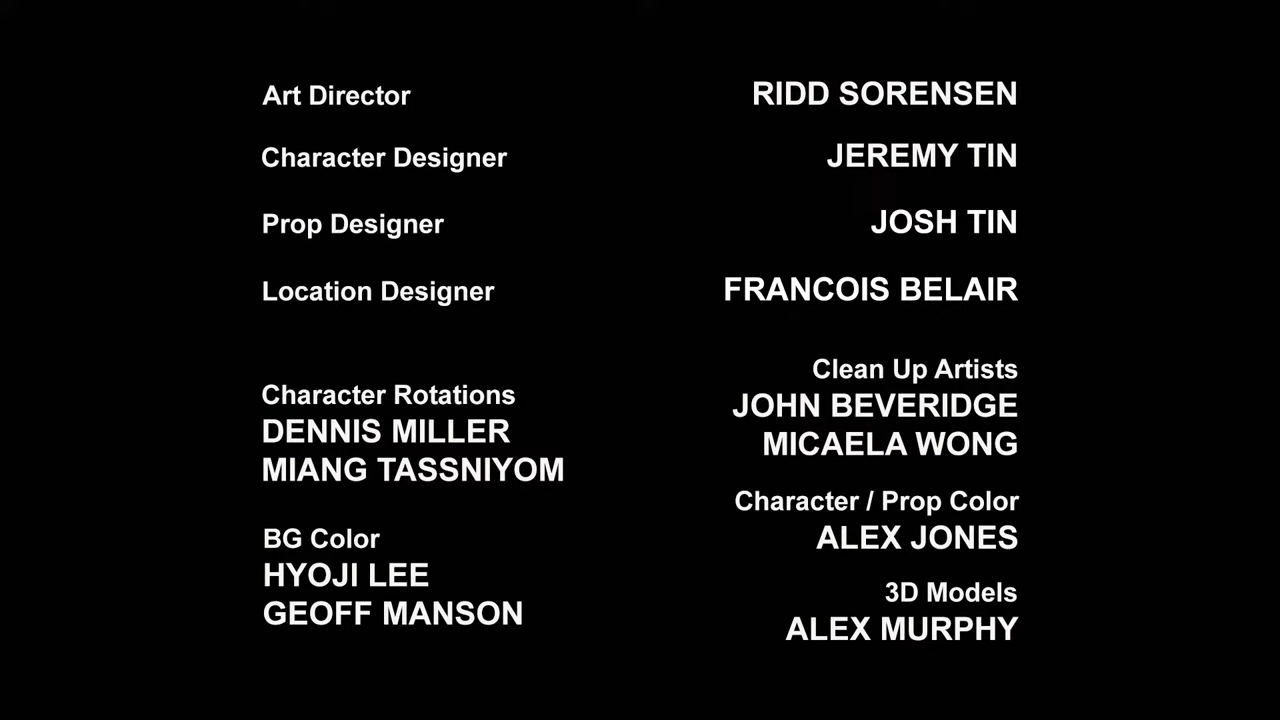 Art Director RIDD SORENSEN
Character Designer JEREMY TIN
Prop Designer JOSH TIN
Location Designer FRANCOIS BELAIR
Character Rotations
DENNIS MILLER
MIANG TASSNIYOM
BG Color
HYOJI LEE
GEOFF MANSON
Clean Up Artists
JOHN BEVERIDGE
MICAELA WONG
Character / Prop Color
ALEX JONES
3D Models
ALEX MURPHY